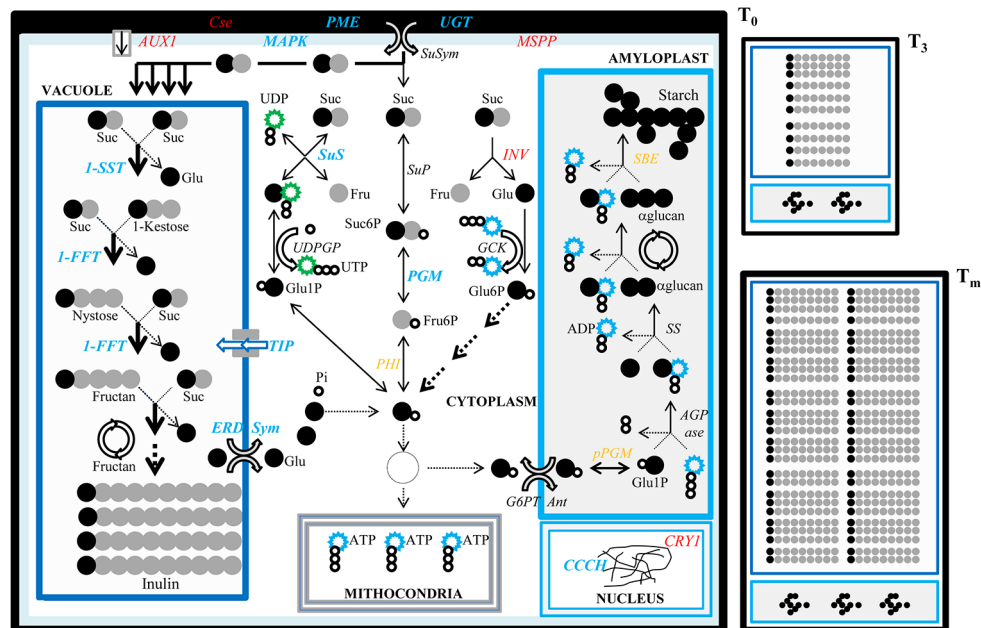 T0
Cse
PME
UGT
T3
AUX1
MAPK
SuSym
MSPP
AMYLOPLAST
VACUOLE
Starch
UDP
Suc
Suc
Suc
Suc
Suc
1-SST
Glu
SuS
SuP
INV
SBE
Fru
Fru
Glu
αglucan
Suc
1-Kestose
Suc6P
UDPGP
UTP
GCK
1-FFT
Glu1P
PGM
Glu6P
αglucan
Tm
Nystose
Suc
Fru6P
ADP
SS
1-FFT
TIP
PHI
Fructan
Suc
Pi
CYTOPLASM
AGP
ase
ERD
Sym
Fructan
Glu
pPGM
Glu1P
G6PT
Ant
ATP
ATP
ATP
CRY1
CCCH
Inulin
MITHOCONDRIA
NUCLEUS